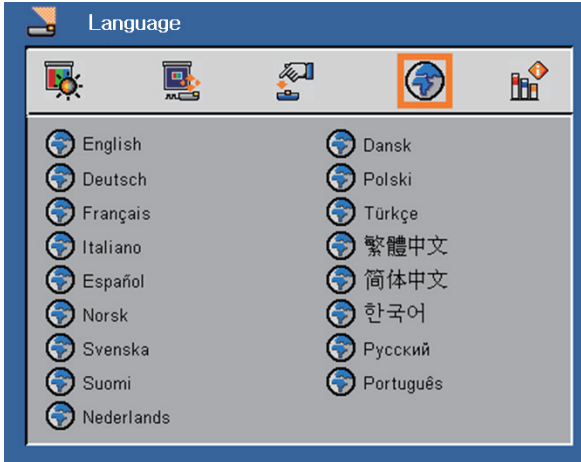 Language
English
Deutsch
Français
Italiano
Español
Norsk
Svenska
Suomi
Nederlands
Dansk
Polski
Türkçe
繁體中文
简体中文
한국어
Русский
Português